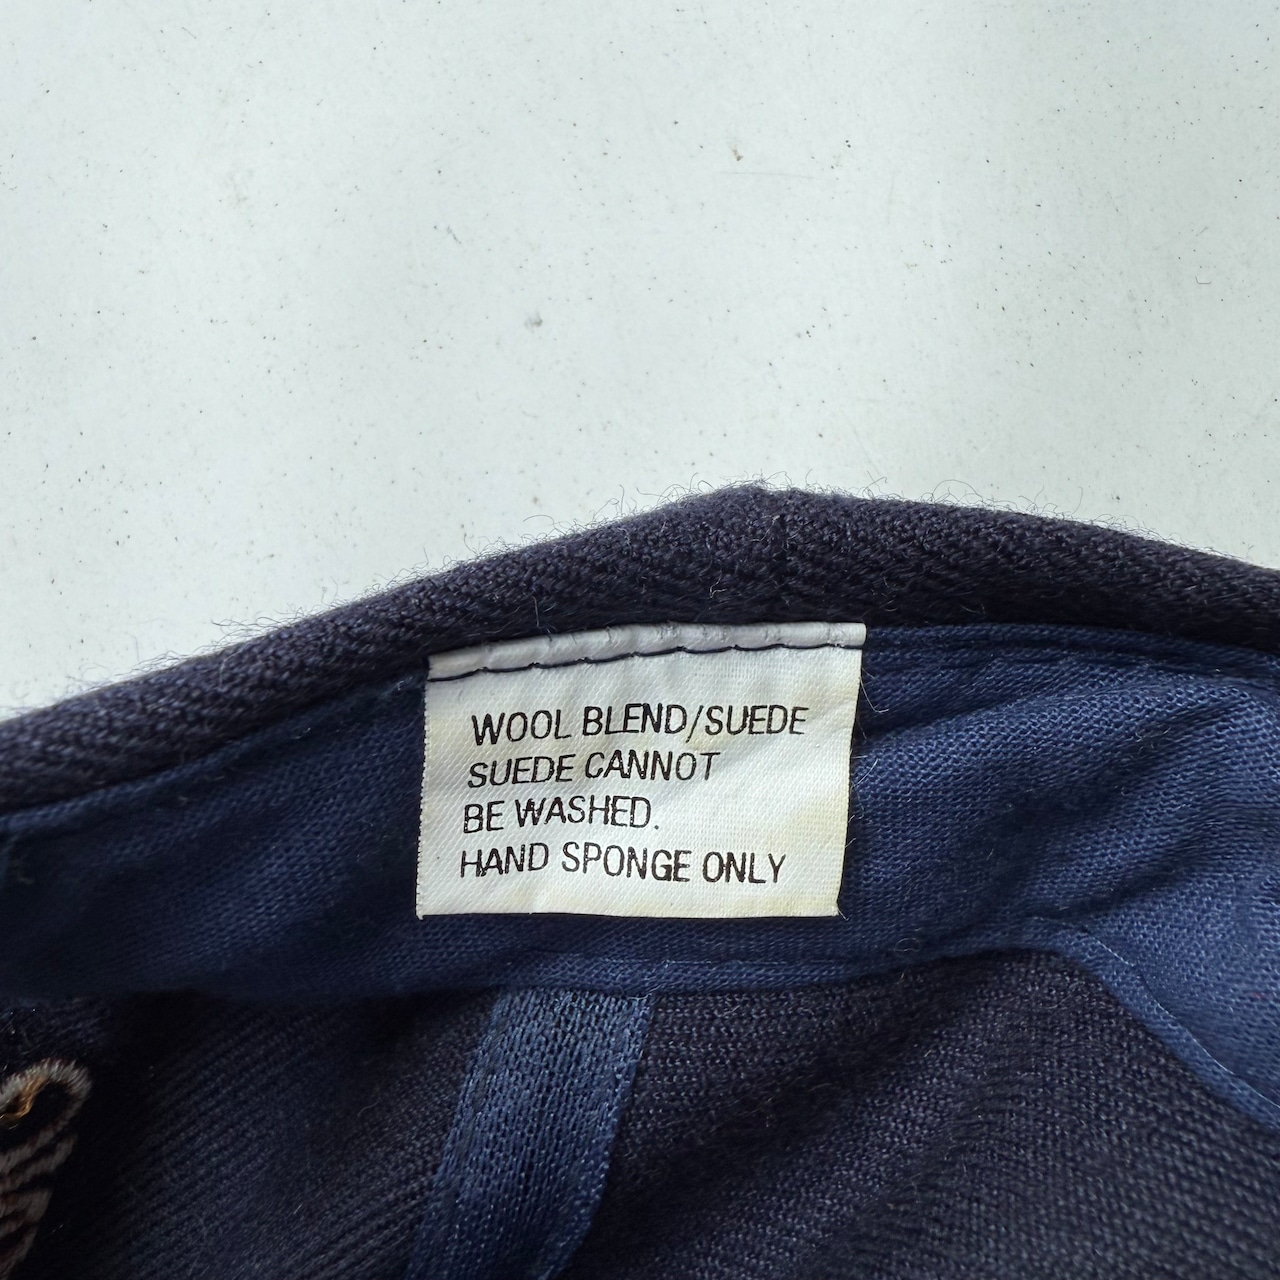 WOOL BLEND/SUEDE
SUEDE CANNOT
BE WASHED.
HAND SPONGE ONLY